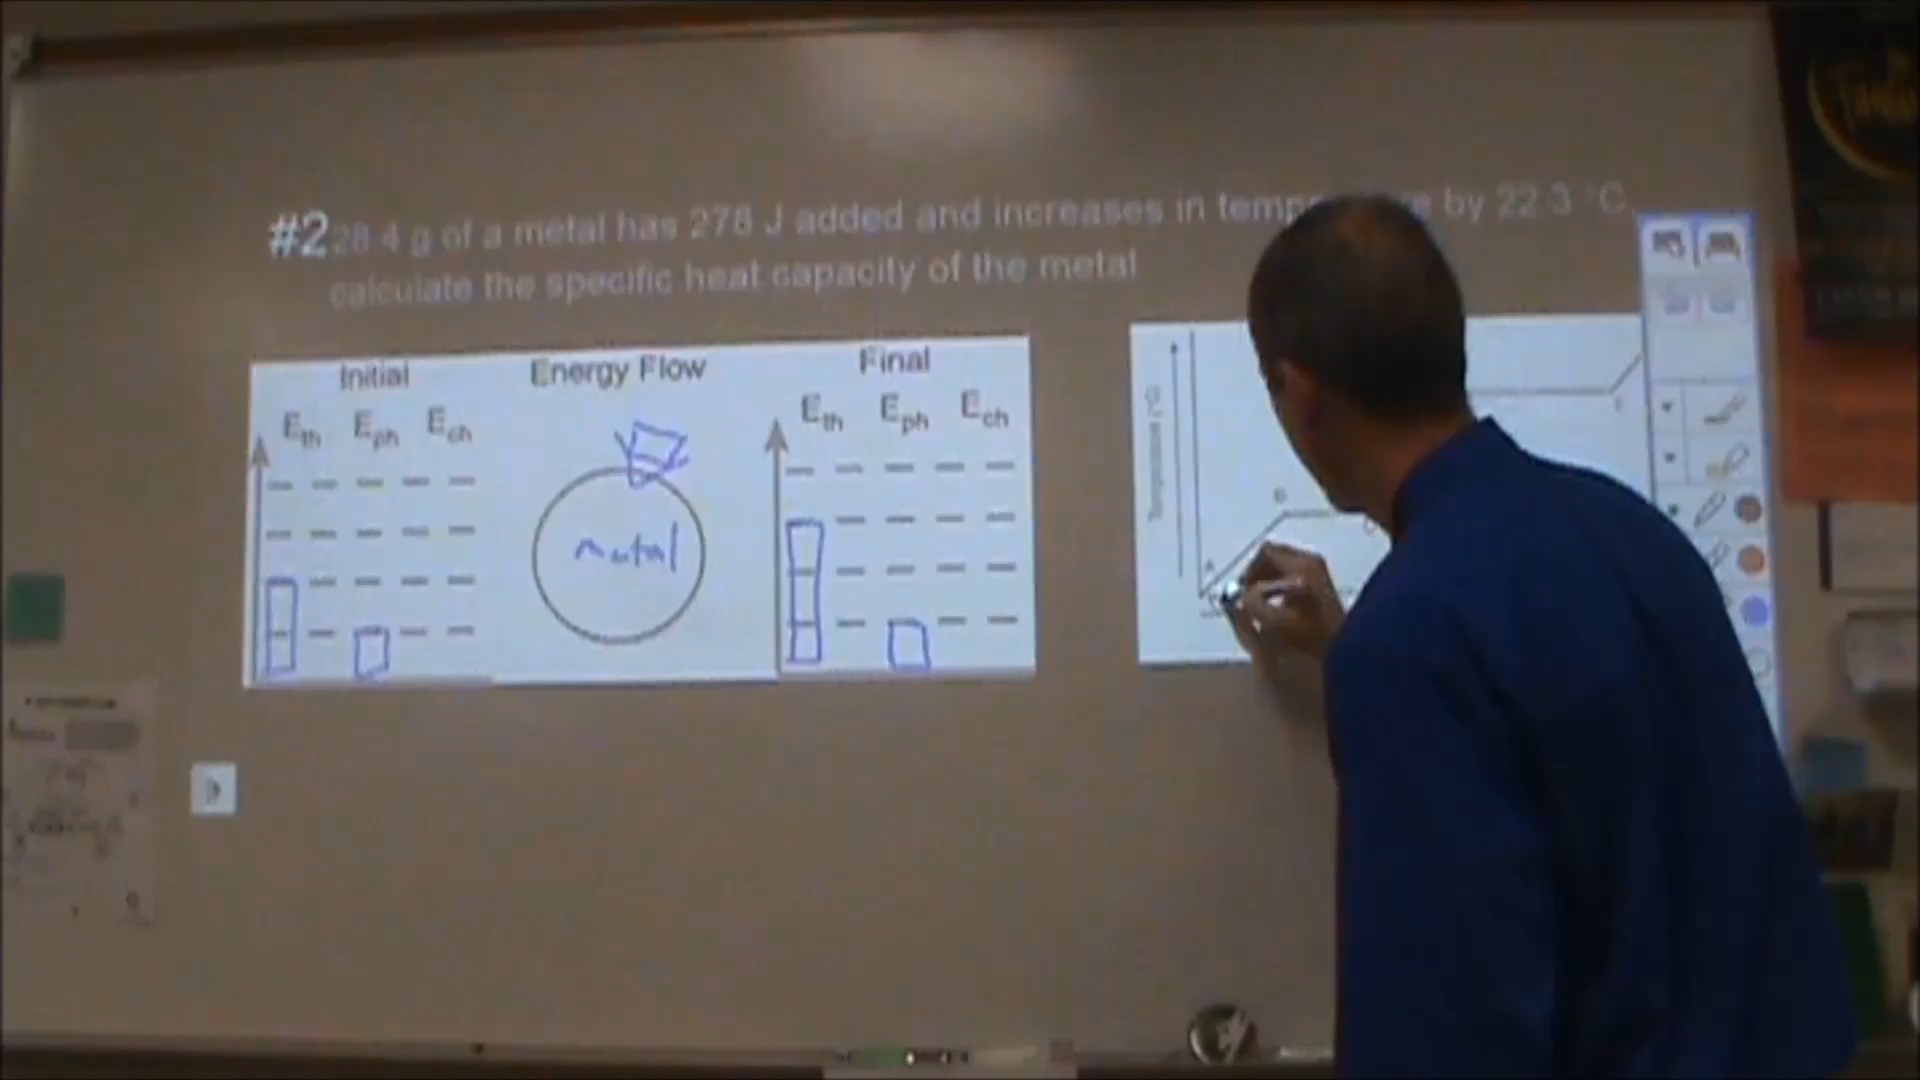 #2 28.4 g of a metal has 278 J added and increases in by 22.3 °C
calculate the specific heat capacity of the metal
Initial Energy Flow Final
Eth Eph Ech
Eth Eph Ech
metal
Temperature (°C)
A
B